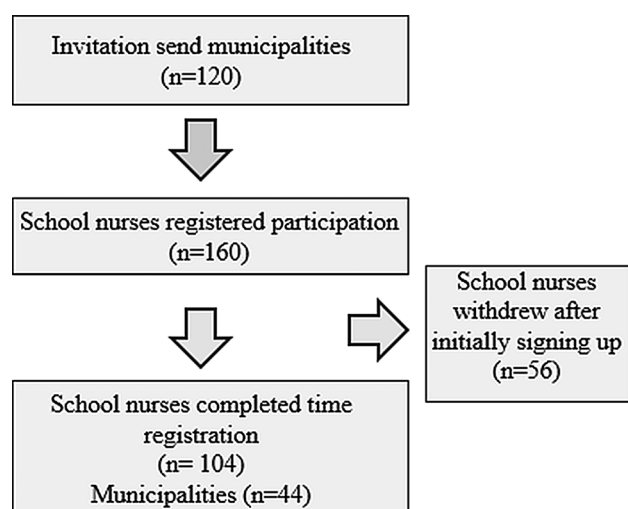 Invitation send municipalities
(n=120)
School nurses registered participation
(n=160)
School nurses
withdrew after
initially signing up
(n=56)
School nurses completed time
registration
(n= 104)
Municipalities (n=44)